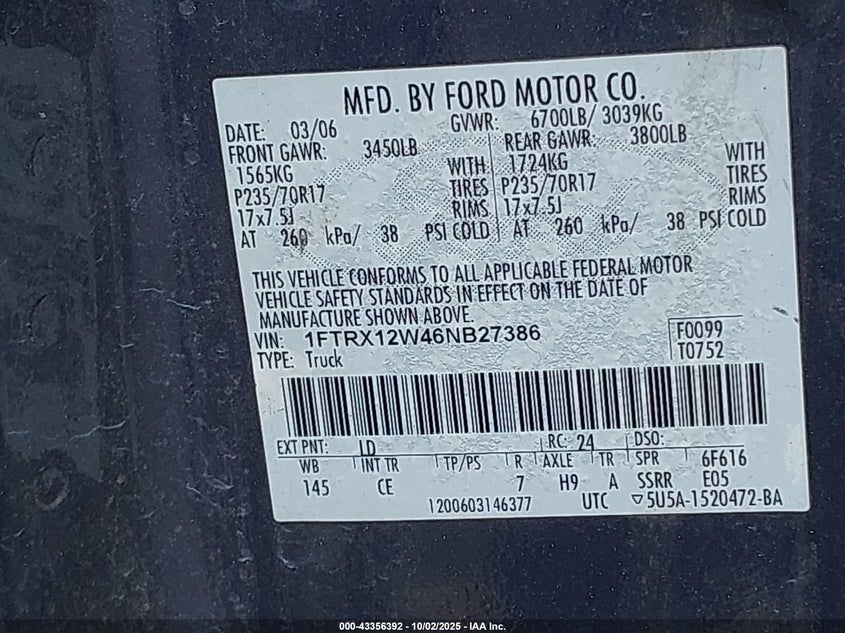 MFD. BY FORD MOTOR CO.
DATE: 03/06 GVWR: 6700LB/ 3039KG
FRONT GAWR: 3450LB REAR GAWR: 3800LB
1565KG WITH 1724KG WITH
P235/70R17 TIRES P235/70R17 TIRES
17x7.5J RIMS 17x7.5J RIMS
AT 260 kPa/ 38 PSI COLD AT 260 kPa/ 38 PSI COLD
THIS VEHICLE CONFORMS TO ALL APPLICABLE FEDERAL MOTOR
VEHICLE SAFETY STANDARDS IN EFFECT ON THE DATE OF
MANUFACTURE SHOWN ABOVE.
VIN: 1FTRX12W46NB27386 F0099
TYPE: Truck T0752
EXT PNT: LD RC: 24 DSO:
WB INT TR TP/PS R AXLE TR SPR 6F616
145 CE 7 H9 A SSRR E05
1200603146377 UTC ▽5U5A-1520472-BA
000-43356392 - 10/02/2025 - IAA Inc.